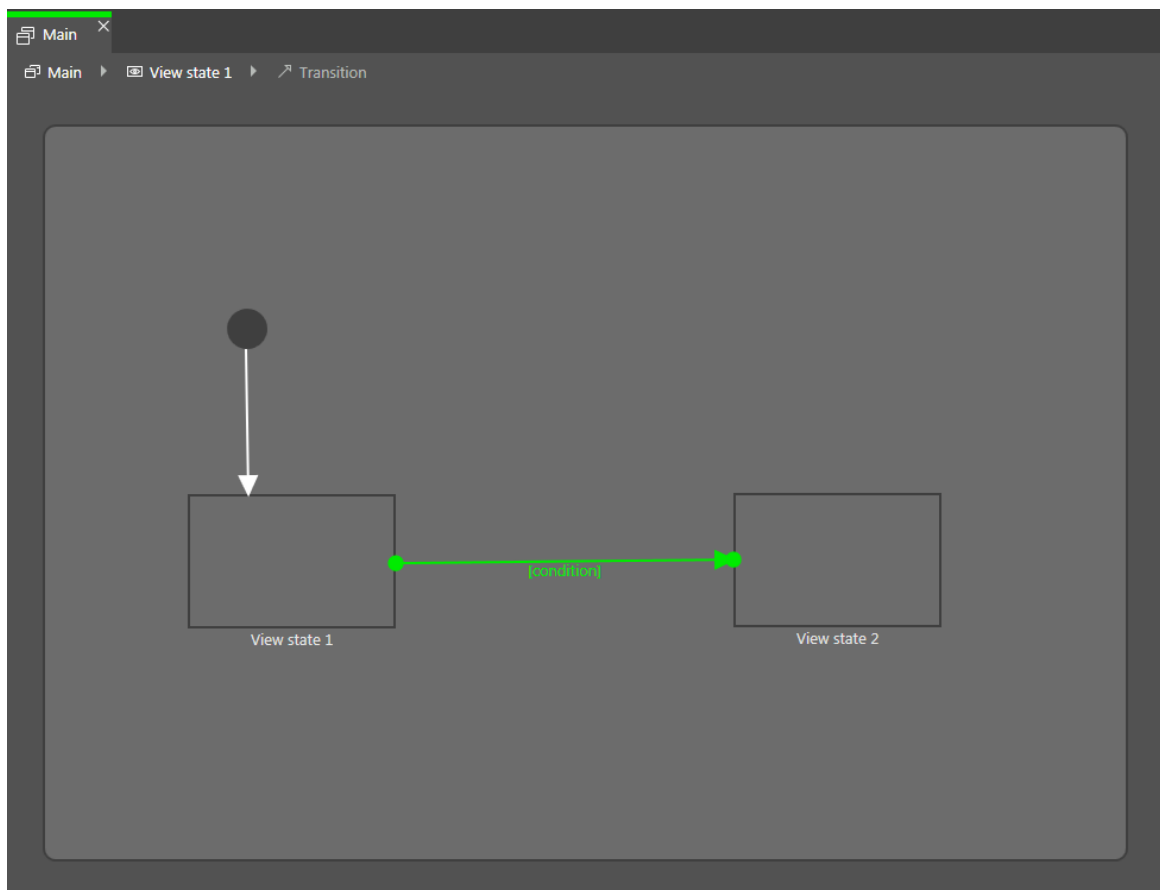 Main
Main View state 1 Transition
[condition]
View state 1
View state 2